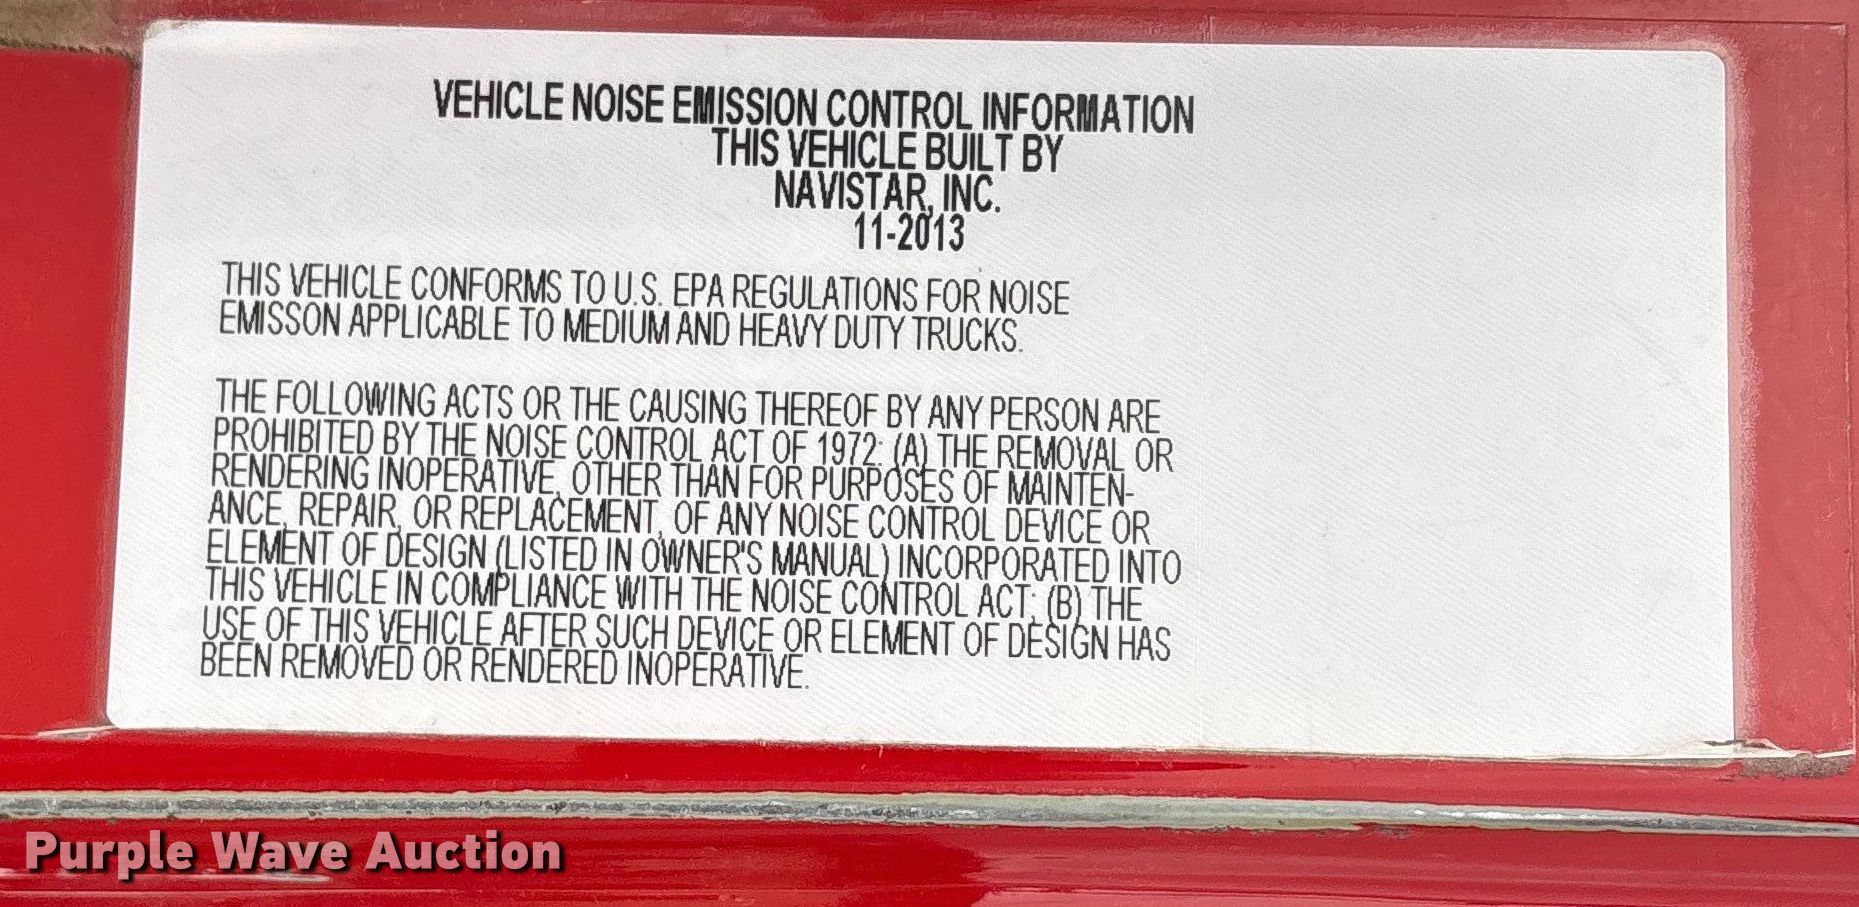 VEHICLE NOISE EMISSION CONTROL INFORMATION
THIS VEHICLE BUILT BY
NAVISTAR, INC.
11-2013
THIS VEHICLE CONFORMS TO U.S. EPA REGULATIONS FOR NOISE
EMISSON APPLICABLE TO MEDIUM AND HEAVY DUTY TRUCKS.
THE FOLLOWING ACTS OR THE CAUSING THEREOF BY ANY PERSON ARE
PROHIBITED BY THE NOISE CONTROL ACT OF 1972: (A) THE REMOVAL OR
RENDERING INOPERATIVE, OTHER THAN FOR PURPOSES OF MAINTEN-
ANCE, REPAIR, OR REPLACEMENT, OF ANY NOISE CONTROL DEVICE OR
ELEMENT OF DESIGN (LISTED IN OWNER'S MANUAL) INCORPORATED INTO
THIS VEHICLE IN COMPLIANCE WITH THE NOISE CONTROL ACT; (B) THE
USE OF THIS VEHICLE AFTER SUCH DEVICE OR ELEMENT OF DESIGN HAS
BEEN REMOVED OR RENDERED INOPERATIVE.
Purple Wave Auction